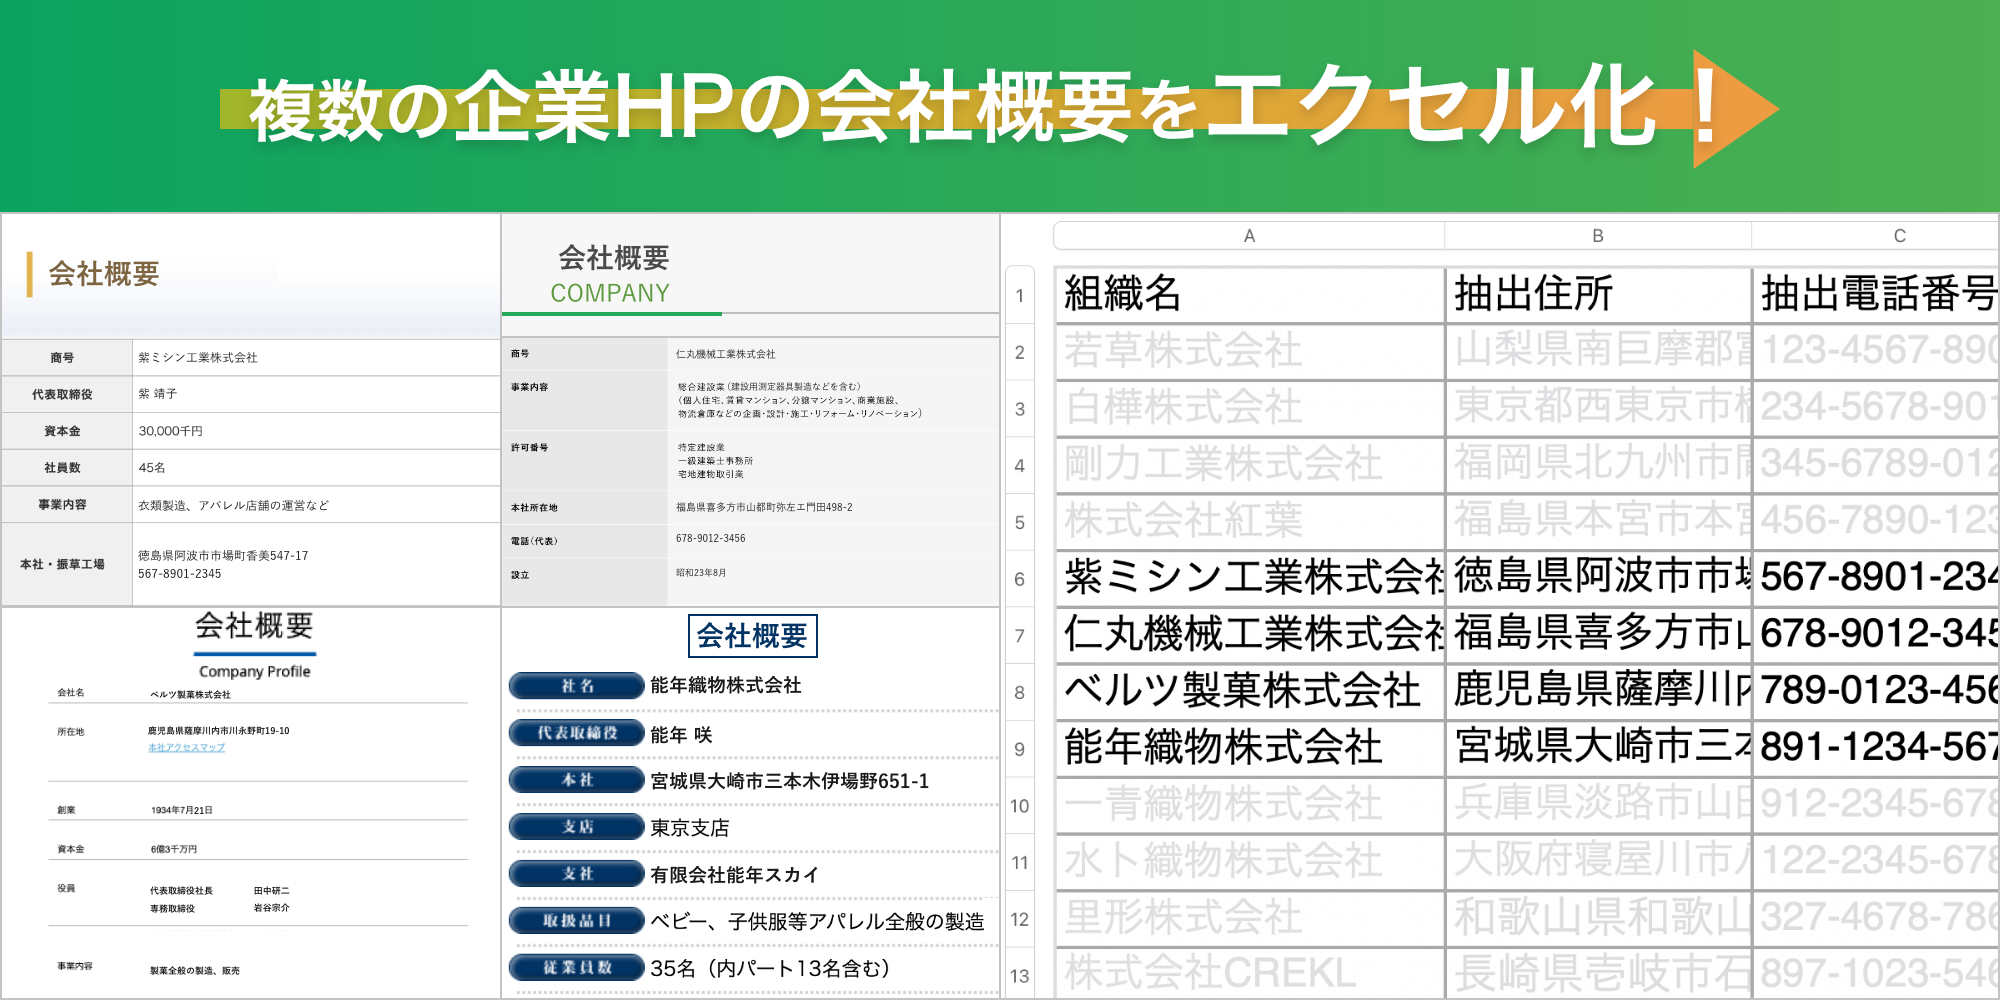 複数の企業HPの会社概要をエクセル化！
会社概要
商号 紫ミシン工業株式会社
代表取締役 紫 靖子
資本金 30,000千円
社員数 45名
事業内容 衣類製造、アパレル店舗の運営など
本社・振草工場 徳島県阿波市市場町香美547-17
567-8901-2345
会社概要
COMPANY
商号 仁丸機械工業株式会社
事業内容 総合建設業（建設用測定器具製造などを含む）
（個人住宅、賃貸マンション、分譲マンション、商業施設、
物流倉庫などの企画・設計・施工・リフォーム・リノベーション）
許可番号 特定建設業
一級建築士事務所
宅地建物取引業
本社所在地 福島県喜多方市山都町弥左エ門田498-2
電話（代表） 678-9012-3456
設立 昭和23年8月
会社概要
Company Profile
会社名 ベルツ製菓株式会社
所在地 鹿児島県薩摩川内市川永野町19-10
本社アクセスマップ
創業 1934年7月21日
資本金 6億3千万円
役員 代表取締役社長 田中研二
専務取締役 岩谷宗介
事業内容 製菓全般の製造、販売
会社概要
社名 能年織物株式会社
代表取締役 能年 咲
本社 宮城県大崎市三本木伊場野651-1
支店 東京支店
支社 有限会社能年スカイ
取扱品目 ベビー、子供服等アパレル全般の製造
従業員数 35名（内パート13名含む）
A B C
1 組織名 抽出住所 抽出電話番号
2 若草株式会社 山梨県南巨摩郡富 123-4567-890
3 白樺株式会社 東京都西東京市 234-5678-901
4 剛力工業株式会社 福岡県北九州市 345-6789-012
5 株式会社紅葉 福島県本宮市本宮 456-7890-123
6 紫ミシン工業株式会社 徳島県阿波市市場 567-8901-234
7 仁丸機械工業株式会社 福島県喜多方市山 678-9012-345
8 ベルツ製菓株式会社 鹿児島県薩摩川内 789-0123-456
9 能年織物株式会社 宮城県大崎市三本 891-1234-567
10 一青織物株式会社 兵庫県淡路市山田 912-2345-678
11 水ト織物株式会社 大阪府寝屋川市八 122-2345-678
12 里形株式会社 和歌山県和歌山 327-4678-786
13 株式会社CREKL 長崎県壱岐市石 897-1023-546